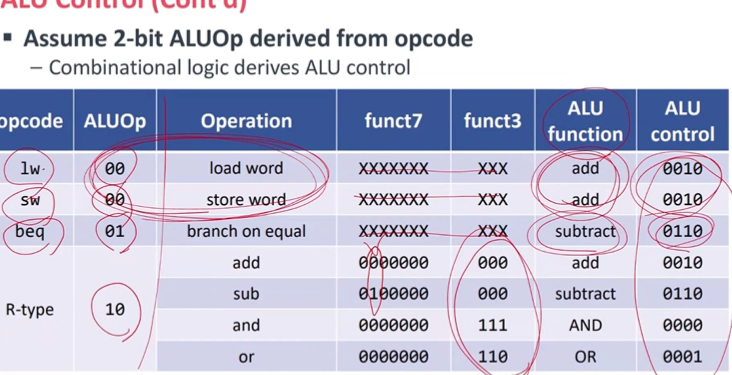 ALU Control (Cont'd)
▪ Assume 2-bit ALUOp derived from opcode
– Combinational logic derives ALU control
opcode ALUOp Operation funct7 funct3 ALU function ALU control
lw 00 load word XXXXXXX XXX add 0010
sw 00 store word XXXXXXX XXX add 0010
beq 01 branch on equal XXXXXXX XXX subtract 0110
R-type 10 add 0000000 000 add 0010
sub 0100000 000 subtract 0110
and 0000000 111 AND 0000
or 0000000 110 OR 0001